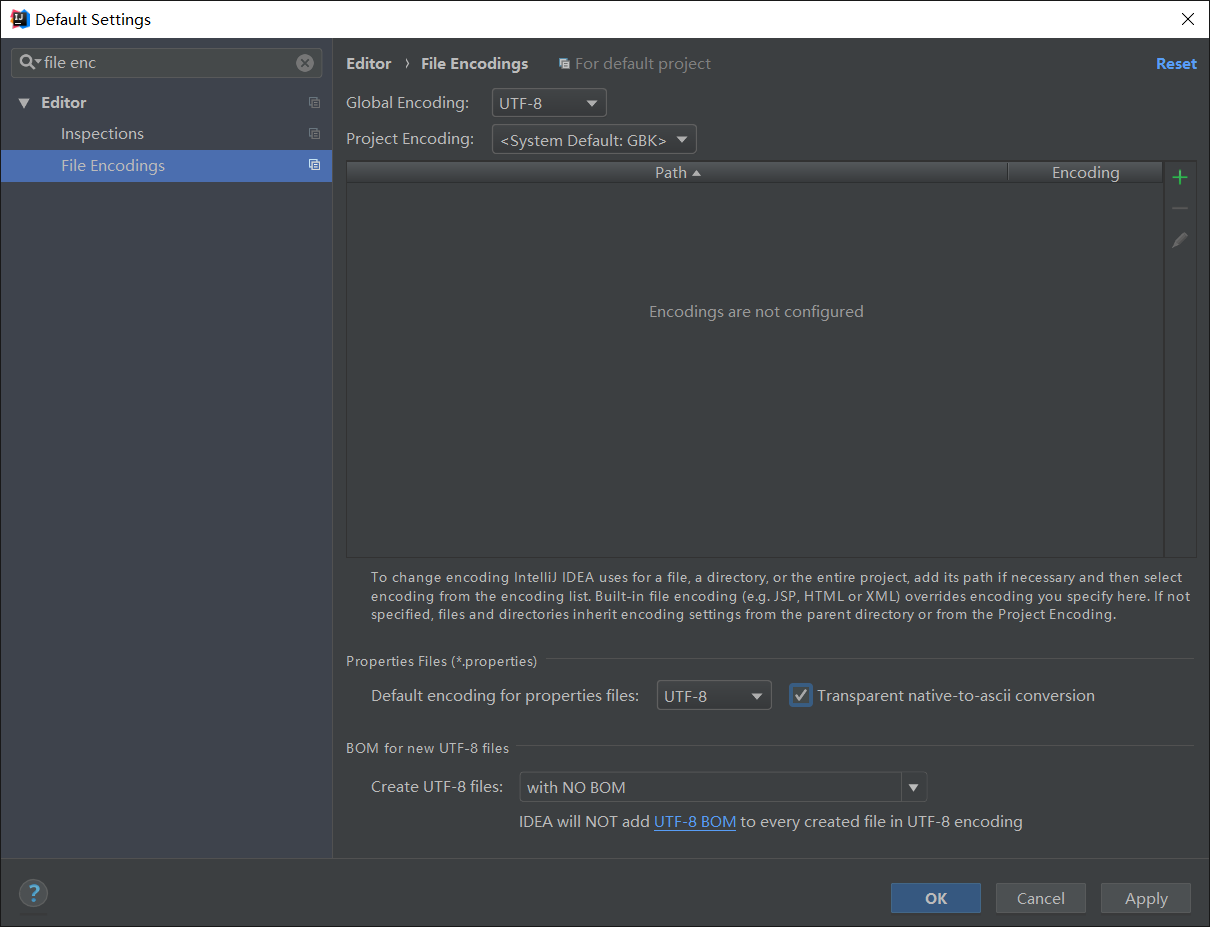 Default Settings
file enc
Editor
Inspections
File Encodings
Editor › File Encodings For default project Reset
Global Encoding: UTF-8
Project Encoding: <System Default: GBK>
Path Encoding
Encodings are not configured
To change encoding IntelliJ IDEA uses for a file, a directory, or the entire project, add its path if necessary and then select
encoding from the encoding list. Built-in file encoding (e.g. JSP, HTML or XML) overrides encoding you specify here. If not
specified, files and directories inherit encoding settings from the parent directory or from the Project Encoding.
Properties Files (*.properties)
Default encoding for properties files: UTF-8 Transparent native-to-ascii conversion
BOM for new UTF-8 files
Create UTF-8 files: with NO BOM
IDEA will NOT add UTF-8 BOM to every created file in UTF-8 encoding
? OK Cancel Apply